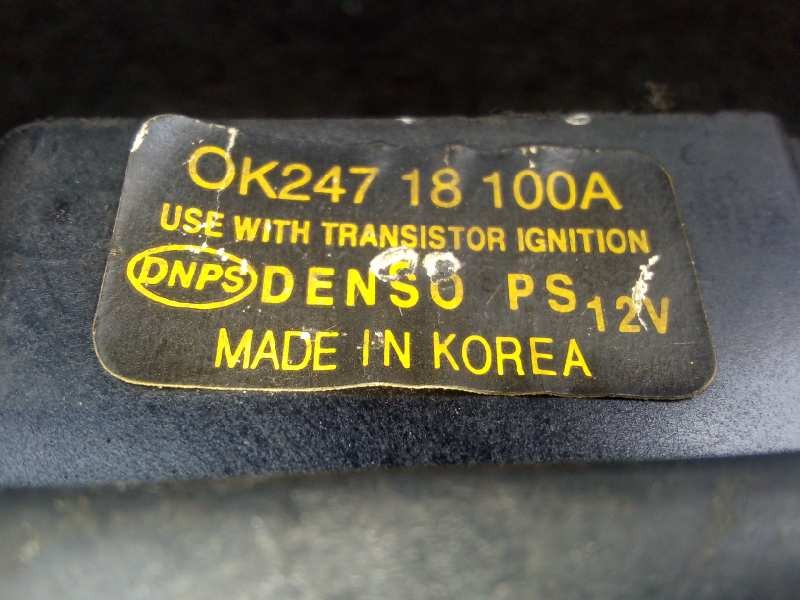 OK247 18 100A
USE WITH TRANSISTOR IGNITION
DNPS DENSO PS 12V
MADE IN KOREA